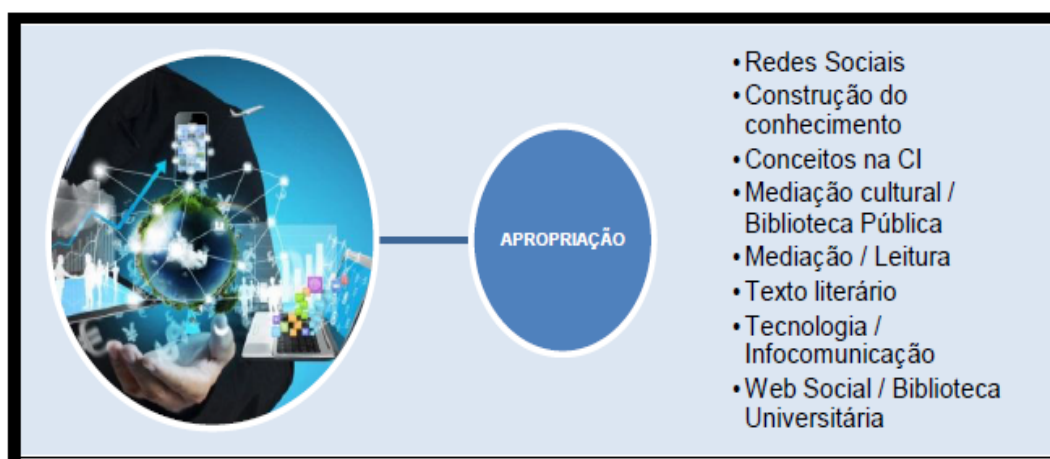 APROPRIAÇÃO
• Redes Sociais
• Construção do
conhecimento
• Conceitos na CI
• Mediação cultural /
Biblioteca Pública
• Mediação / Leitura
• Texto literário
• Tecnologia /
Infocomunicação
• Web Social / Biblioteca
Universitária